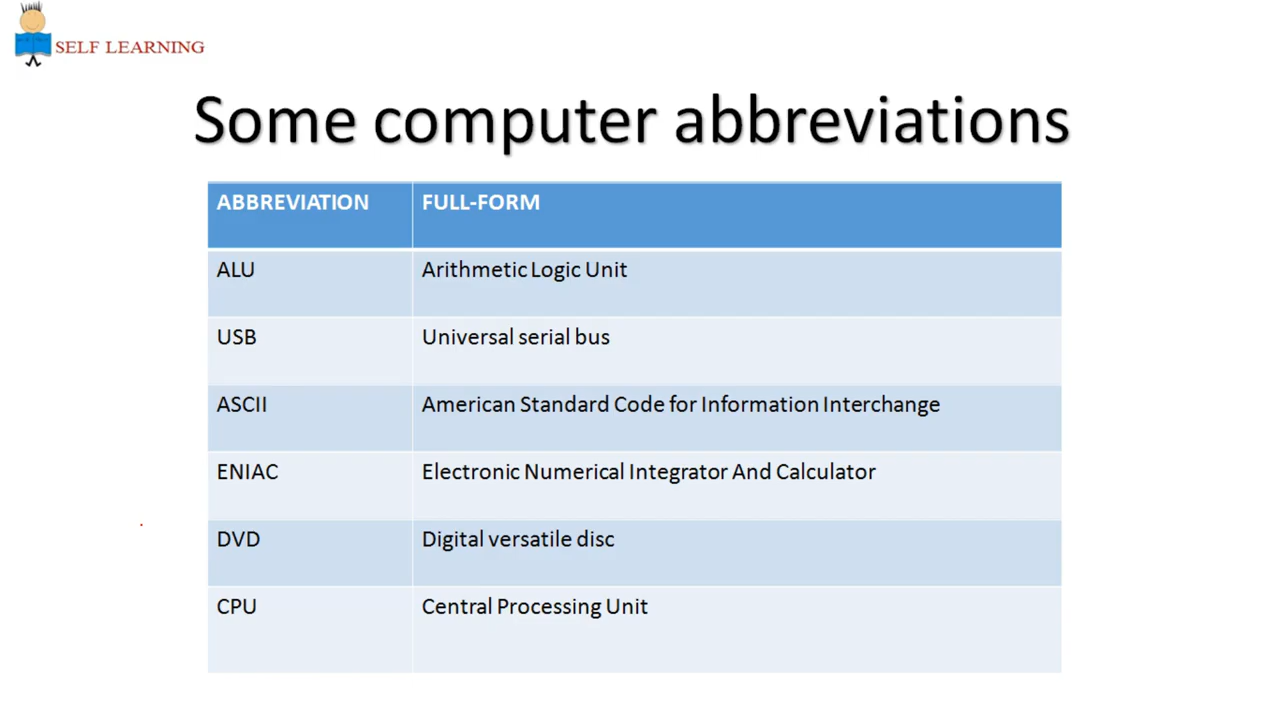 SELF LEARNING
Some computer abbreviations
ABBREVIATION FULL-FORM
ALU Arithmetic Logic Unit
USB Universal serial bus
ASCII American Standard Code for Information Interchange
ENIAC Electronic Numerical Integrator And Calculator
DVD Digital versatile disc
CPU Central Processing Unit